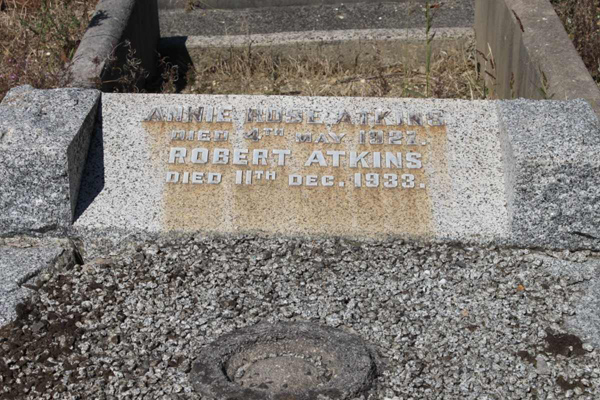 ANNIE ROSE ATKINS
DIED 4TH MAY 1927.
ROBERT ATKINS
DIED 11TH DEC. 1933.